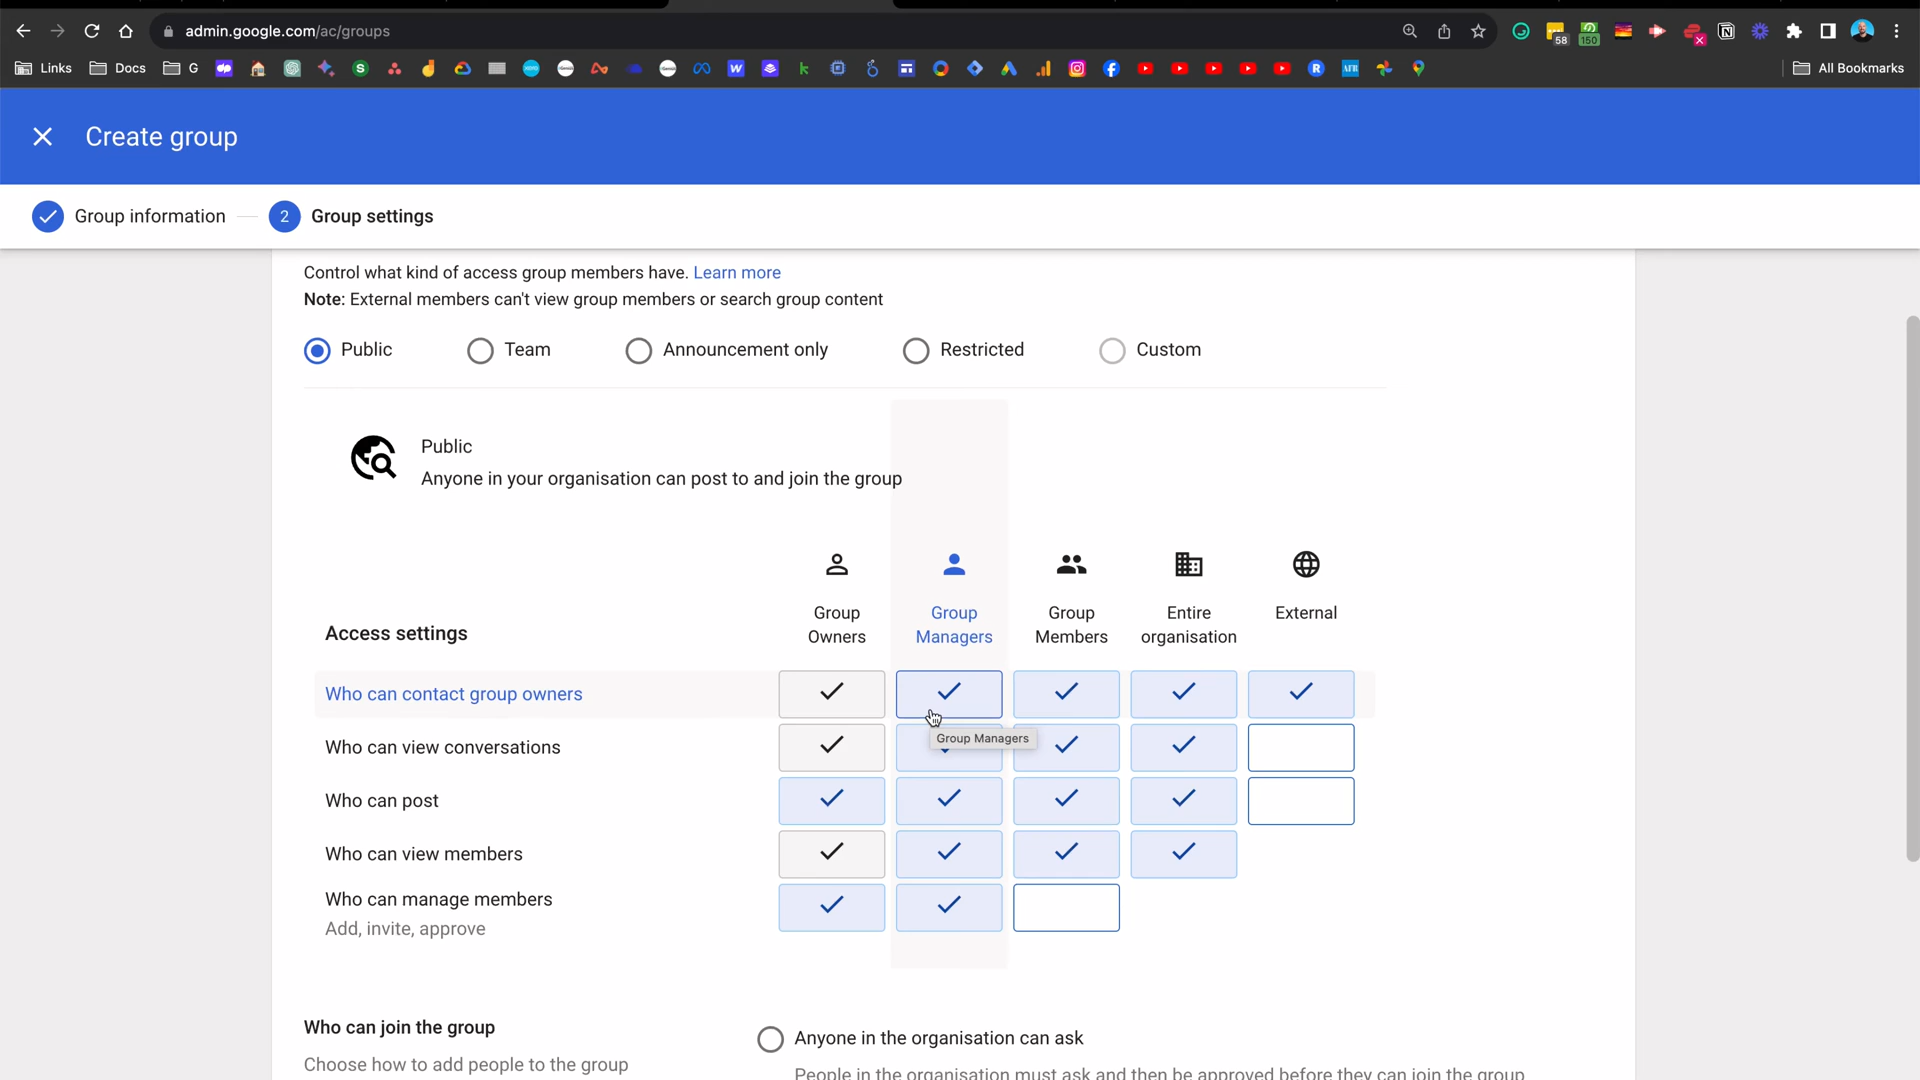 admin.google.com/ac/groups
58
150
Links
Docs
G
All Bookmarks
Create group
Group information
2
Group settings
Control what kind of access group members have. Learn more
Note: External members can't view group members or search group content
Public
Team
Announcement only
Restricted
Custom
Public
Anyone in your organisation can post to and join the group
Access settings
Group
Owners
Group
Managers
Group
Members
Entire
organisation
External
Who can contact group owners
Group Managers
Who can view conversations
Who can post
Who can view members
Who can manage members
Add, invite, approve
Who can join the group
Choose how to add people to the group
Anyone in the organisation can ask
People in the organisation must ask and then be approved before they can join the group